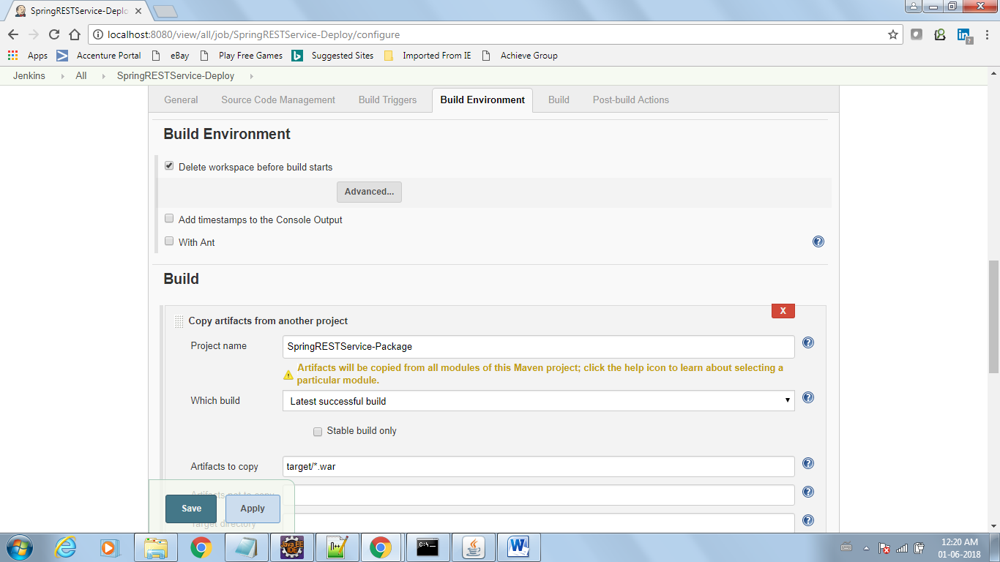 SpringRESTService-Deplo
localhost:8080/view/all/job/SpringRESTService-Deploy/configure
Apps Accenture Portal eBay Play Free Games Suggested Sites Imported From IE Achieve Group
Jenkins All SpringRESTService-Deploy
General Source Code Management Build Triggers Build Environment Build Post-build Actions
Build Environment
Delete workspace before build starts
Advanced...
Add timestamps to the Console Output
With Ant
Build
X
Copy artifacts from another project
Project name SpringRESTService-Package
Artifacts will be copied from all modules of this Maven project; click the help icon to learn about selecting a
particular module.
Which build Latest successful build
Stable build only
Artifacts to copy target/*.war
Artifacts not to copy
Save Apply
Target directory
Java EE
IDE
12:20 AM
01-06-2018